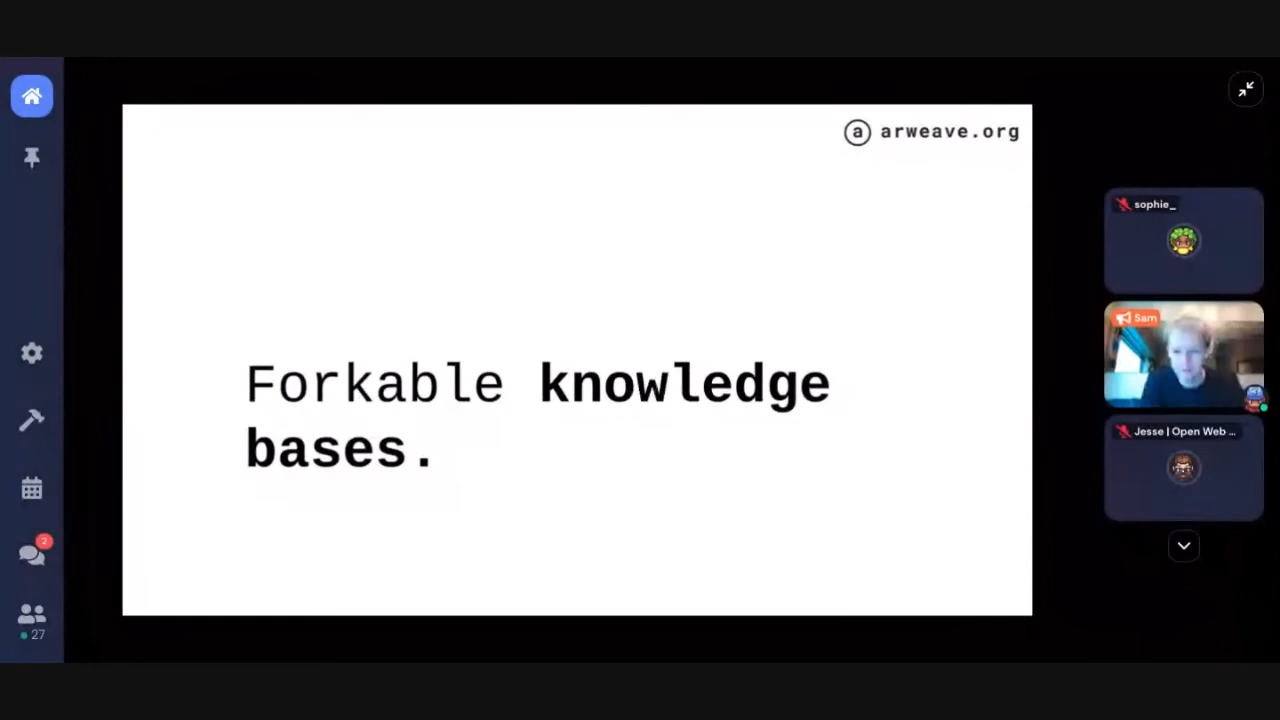 ⓐ arweave.org
Forkable knowledge
bases.
sophie_
Sam
Jesse | Open Web ...
2
27